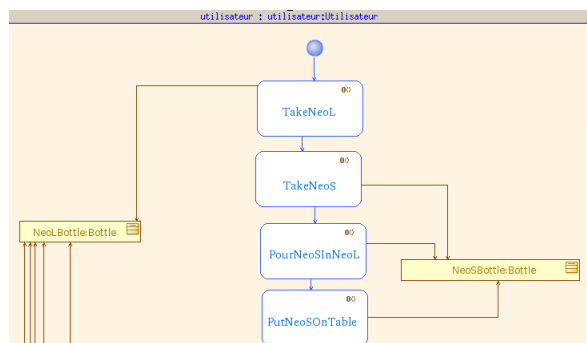 utilisateur : utilisateur:Utilisateur
TakeNeoL
TakeNeoS
NeoLBottle:Bottle
PourNeoSInNeoL
NeoSBottle:Bottle
PutNeoSOnTable